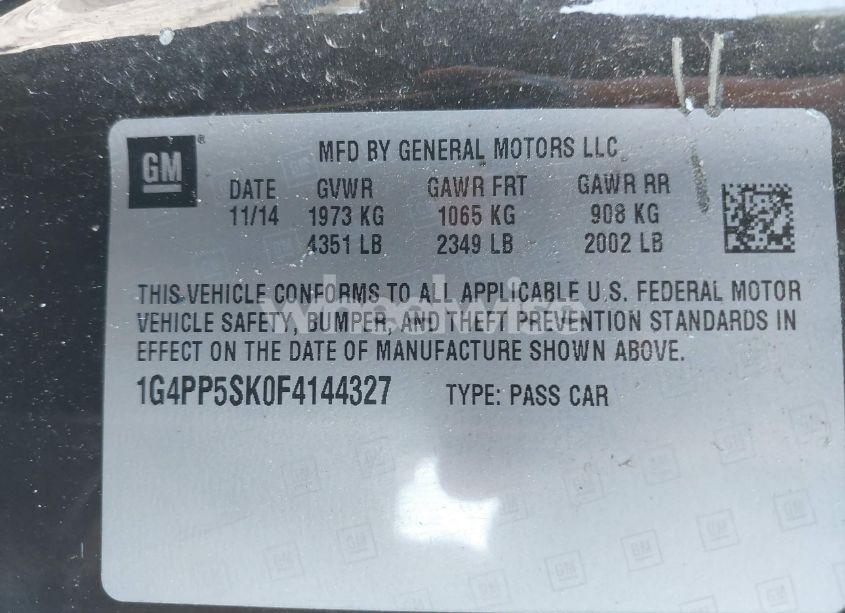 GM
MFD BY GENERAL MOTORS LLC
DATE GVWR GAWR FRT GAWR RR
11/14 1973 KG 1065 KG 908 KG
4351 LB 2349 LB 2002 LB
THIS VEHICLE CONFORMS TO ALL APPLICABLE U.S. FEDERAL MOTOR
VEHICLE SAFETY, BUMPER, AND THEFT PREVENTION STANDARDS IN
EFFECT ON THE DATE OF MANUFACTURE SHOWN ABOVE.
1G4PP5SK0F4144327 TYPE: PASS CAR